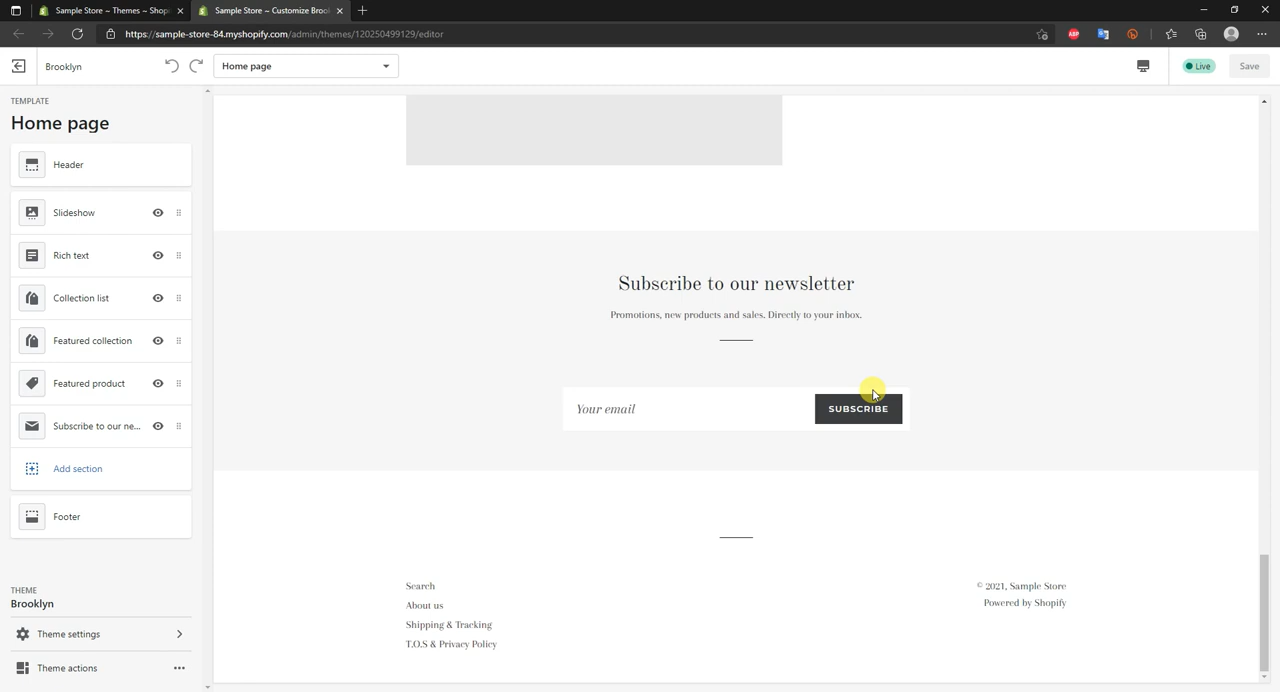 Sample Store ~ Themes ~ Shop
Sample Store ~ Customize Brook
https://sample-store-84.myshopify.com/admin/themes/120250499129/editor
ABP
Brooklyn
Home page
Live
Save
TEMPLATE
Home page
Header
Slideshow
Rich text
Collection list
Featured collection
Featured product
Subscribe to our ne...
Add section
Footer
THEME
Brooklyn
Theme settings
Theme actions
Subscribe to our newsletter
Promotions, new products and sales. Directly to your inbox.
Your email
SUBSCRIBE
Search
About us
Shipping & Tracking
T.O.S & Privacy Policy
© 2021, Sample Store
Powered by Shopify